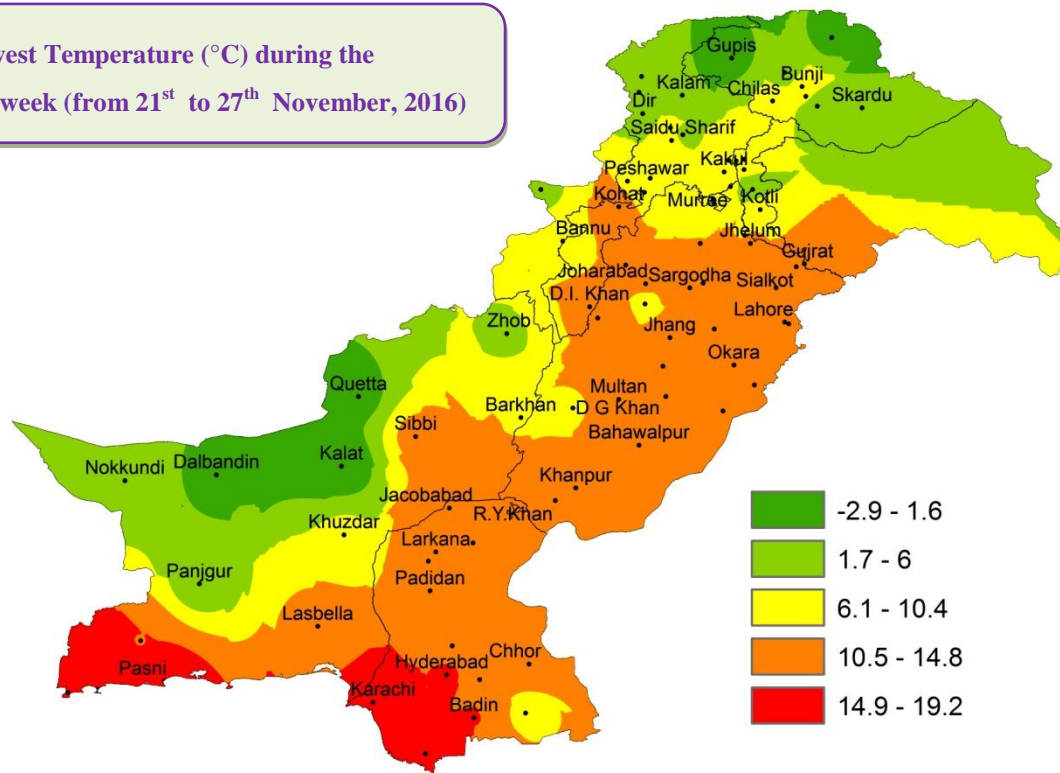 Temperature (°C) during the
week (from 21st to 27th November, 2016)
Gupis
Bunji
Kalam
Chilas
Skardu
Dir
Saidu Sharif
Kakul
Peshawar
Kohat
Murree
Kotli
Bannu
Jhelum
Gujrat
Joharabad
Sargodha
Sialkot
D.I. Khan
Lahore
Zhob
Jhang
Okara
Quetta
Multan
Barkhan
D G Khan
Sibbi
Bahawalpur
Kalat
Dalbandin
Nokkundi
Khanpur
Jacobabad
R.Y.Khan
Khuzdar
Larkana
Panjgur
Padidan
Lasbella
Chhor
Pasni
Hyderabad
Karachi
Badin
-2.9 - 1.6
1.7 - 6
6.1 - 10.4
10.5 - 14.8
14.9 - 19.2